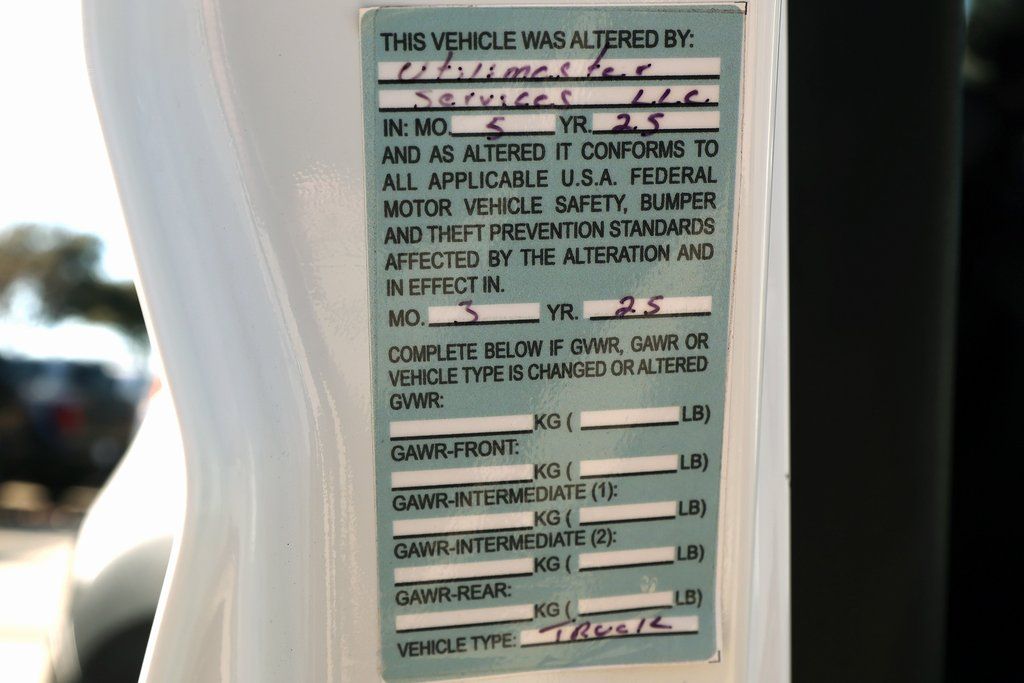 THIS VEHICLE WAS ALTERED BY:
Utilimaster
Services L.L.C.
IN: MO. 5 YR. 25
AND AS ALTERED IT CONFORMS TO
ALL APPLICABLE U.S.A. FEDERAL
MOTOR VEHICLE SAFETY, BUMPER
AND THEFT PREVENTION STANDARDS
AFFECTED BY THE ALTERATION AND
IN EFFECT IN.
MO. 3 YR. 25
COMPLETE BELOW IF GVWR, GAWR OR
VEHICLE TYPE IS CHANGED OR ALTERED
GVWR:
KG ( LB)
GAWR-FRONT:
KG ( LB)
GAWR-INTERMEDIATE (1):
KG ( LB)
GAWR-INTERMEDIATE (2):
KG ( LB)
GAWR-REAR:
KG ( LB)
VEHICLE TYPE: TRUCK